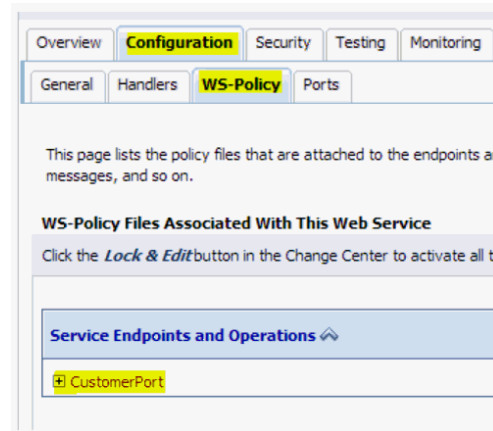 Overview Configuration Security Testing Monitoring
General Handlers WS-Policy Ports
This page lists the policy files that are attached to the endpoints a
messages, and so on.
WS-Policy Files Associated With This Web Service
Click the Lock & Edit button in the Change Center to activate all t
Service Endpoints and Operations
CustomerPort